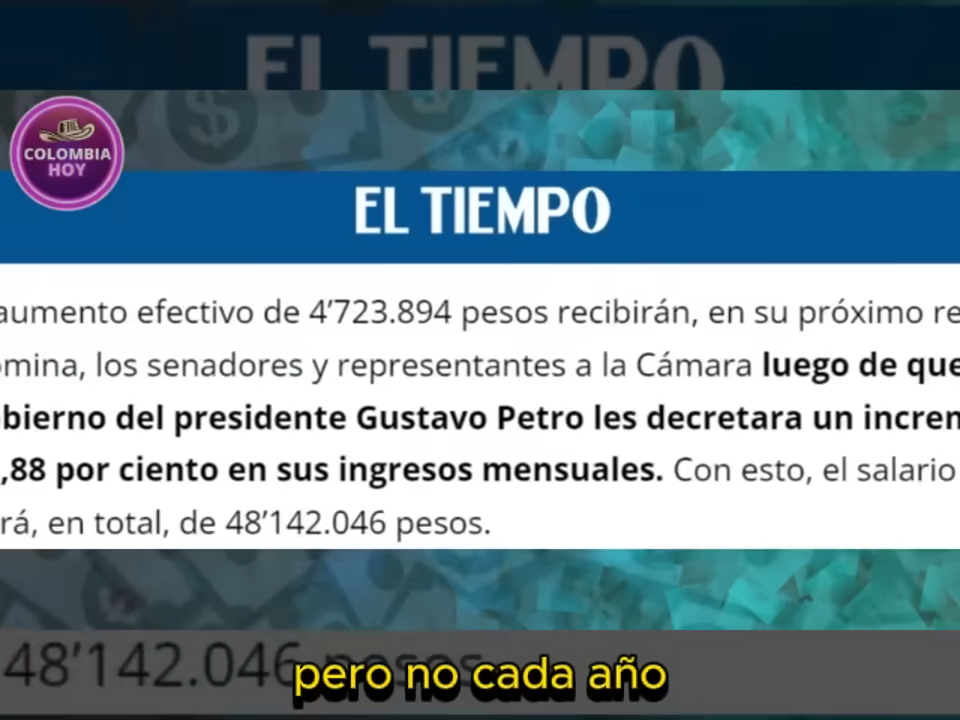 EL TIEMPO
COLOMBIA
HOY
EL TIEMPO
aumento efectivo de 4’723.894 pesos recibirán, en su próximo re
mina, los senadores y representantes a la Cámara luego de que
bierno del presidente Gustavo Petro les decretara un incren
,88 por ciento en sus ingresos mensuales. Con esto, el salario
rá, en total, de 48’142.046 pesos.
48’142.046 pesos.
pero no cada año